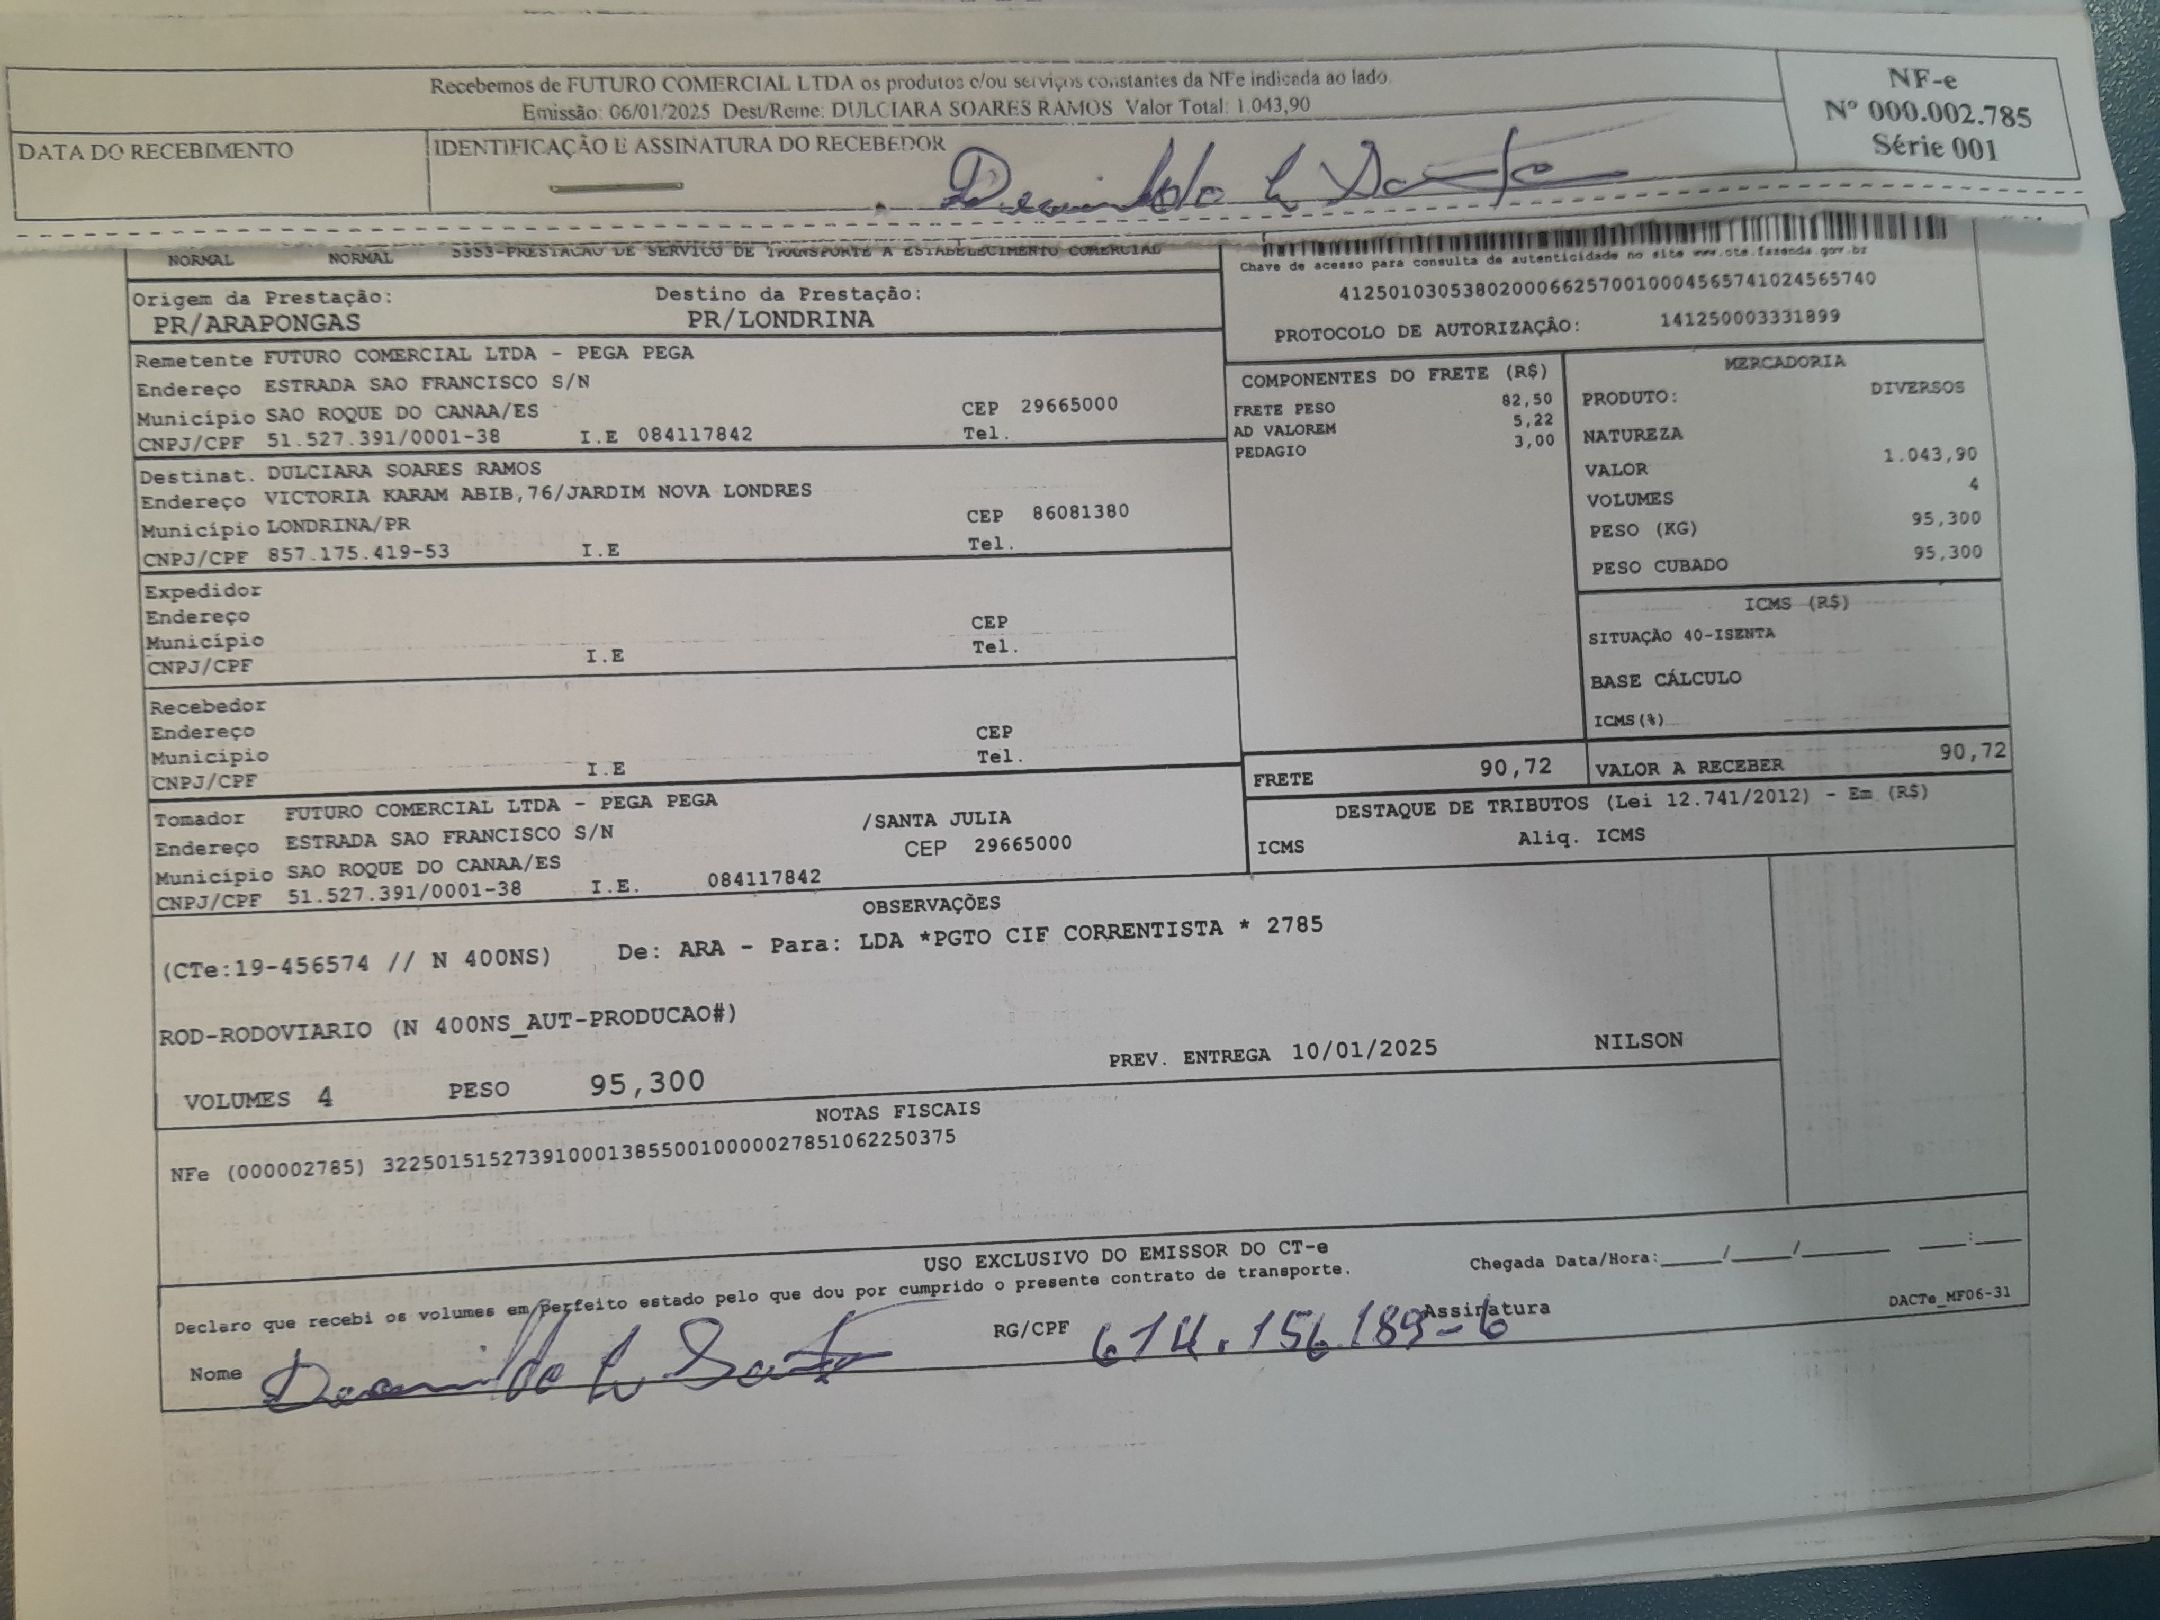 Recebemos de FUTURO COMERCIAL LTDA os produtos e/ou serviços constantes da NFe indicada ao lado.
Emissão: 06/01/2025 Dest/Reme: DULCIARA SOARES RAMOS Valor Total: 1.043,90
NF-e
Nº 000.002.785
Série 001
DATA DO RECEBIMENTO
IDENTIFICAÇÃO E ASSINATURA DO RECEBEDOR
NORMAL NORMAL 5353-PRESTACAO DE SERVICO DE TRANSPORTE A ESTABELECIMENTO COMERCIAL
Chave de acesso para consulta de autenticidade no site www.cte.fazenda.gov.br
41250103053802000662570010004565741024565740
PROTOCOLO DE AUTORIZAÇÃO: 141250003331899
Origem da Prestação: Destino da Prestação:
PR/ARAPONGAS PR/LONDRINA
Remetente FUTURO COMERCIAL LTDA - PEGA PEGA
Endereço ESTRADA SAO FRANCISCO S/N
Município SAO ROQUE DO CANAA/ES CEP 29665000
CNPJ/CPF 51.527.391/0001-38 I.E 084117842 Tel.
Destinat. DULCIARA SOARES RAMOS
Endereço VICTORIA KARAM ABIB,76/JARDIM NOVA LONDRES
Município LONDRINA/PR CEP 86081380
CNPJ/CPF 857.175.419-53 I.E Tel.
Expedidor
Endereço
Município CEP
CNPJ/CPF I.E Tel.
Recebedor
Endereço
Município CEP
CNPJ/CPF I.E Tel.
Tomador FUTURO COMERCIAL LTDA - PEGA PEGA
Endereço ESTRADA SAO FRANCISCO S/N /SANTA JULIA
Município SAO ROQUE DO CANAA/ES CEP 29665000
CNPJ/CPF 51.527.391/0001-38 I.E. 084117842
COMPONENTES DO FRETE (R$)
FRETE PESO 82,50
AD VALOREM 5,22
PEDAGIO 3,00
MERCADORIA
PRODUTO: DIVERSOS
NATUREZA
VALOR 1.043,90
VOLUMES 4
PESO (KG) 95,300
PESO CUBADO 95,300
ICMS (R$)
SITUAÇÃO 40-ISENTA
BASE CÁLCULO
ICMS(%)
FRETE 90,72 VALOR A RECEBER 90,72
DESTAQUE DE TRIBUTOS (Lei 12.741/2012) - Em (R$)
ICMS Aliq. ICMS
OBSERVAÇÕES
(CTe:19-456574 // N 400NS) De: ARA - Para: LDA *PGTO CIF CORRENTISTA * 2785
ROD-RODOVIARIO (N 400NS_AUT-PRODUCAO#)
VOLUMES 4 PESO 95,300 PREV. ENTREGA 10/01/2025 NILSON
NOTAS FISCAIS
NFe (000002785) 32250151527391000138550010000027851062250375
USO EXCLUSIVO DO EMISSOR DO CT-e
Declaro que recebi os volumes em perfeito estado pelo que dou por cumprido o presente contrato de transporte.
Chegada Data/Hora:_____/_____/_______ ____:____
Nome RG/CPF 614.156.189-6 Assinatura
DACTe_MF06-31